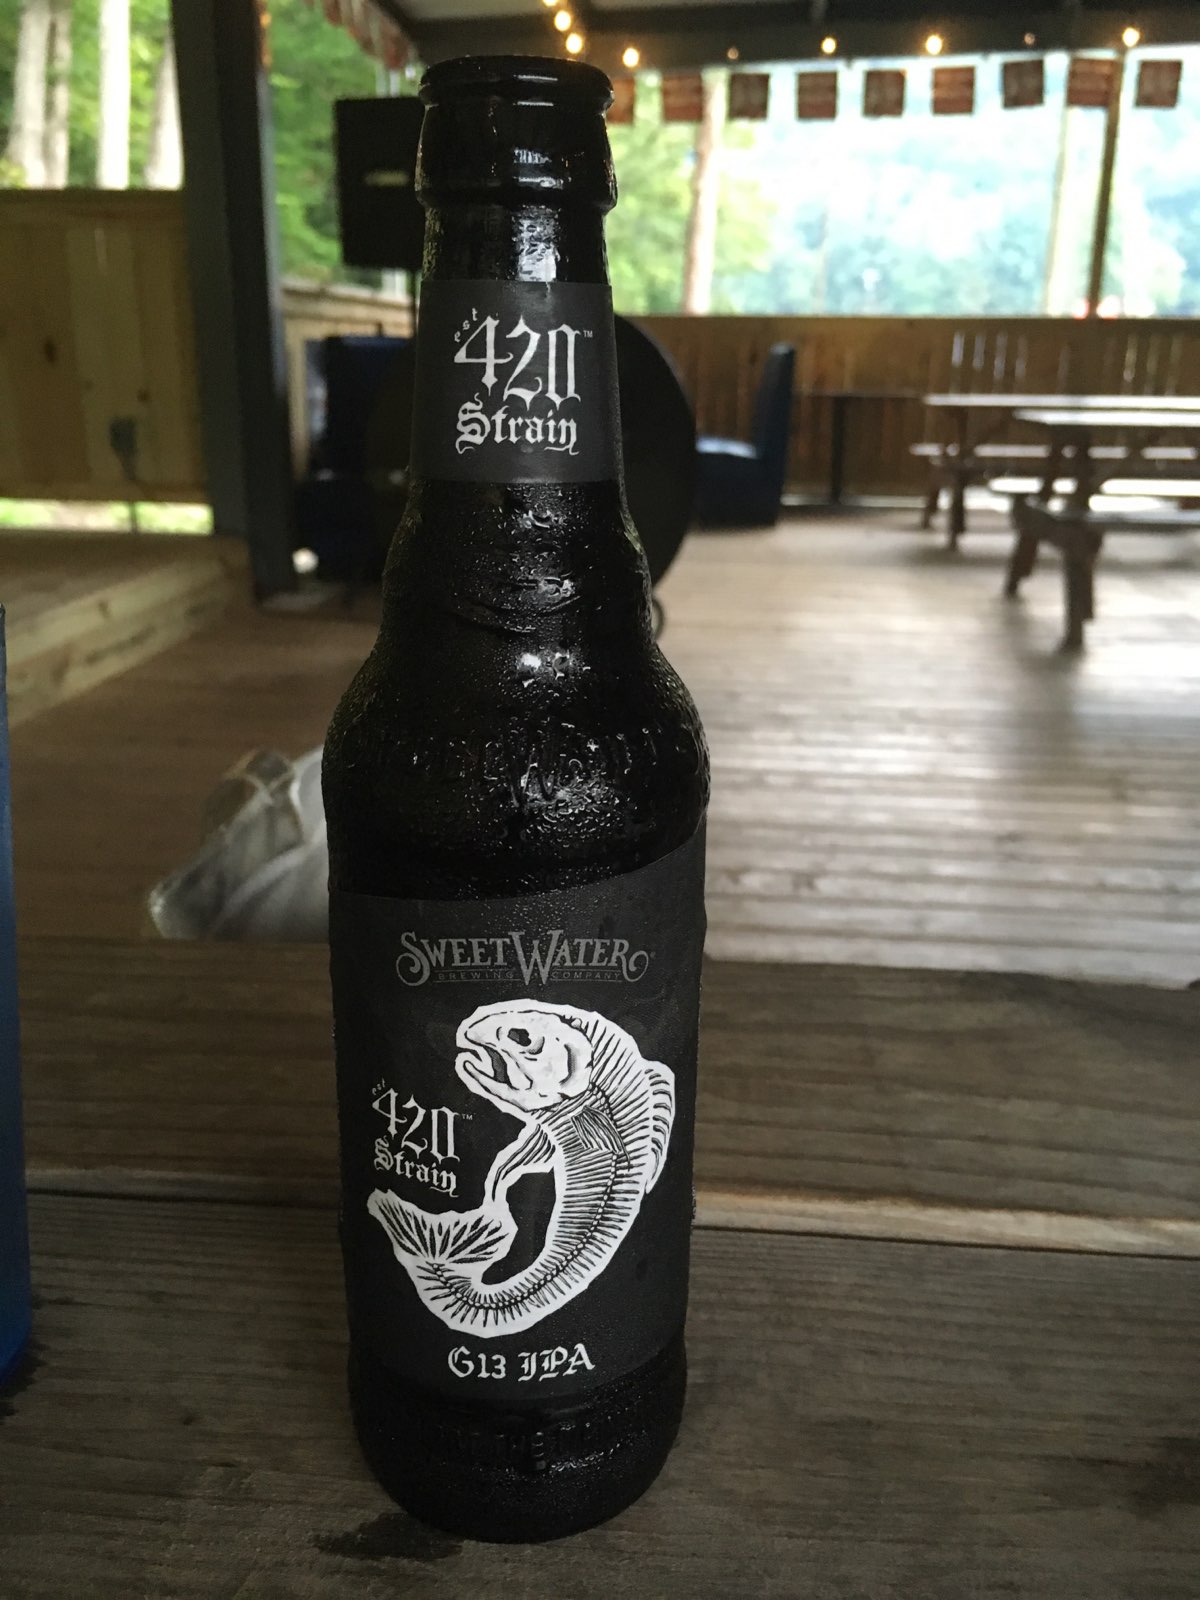 est
420™
Strain
SWEETWATER
BREWING COMPANY
est
420™
Strain
G13 IPA